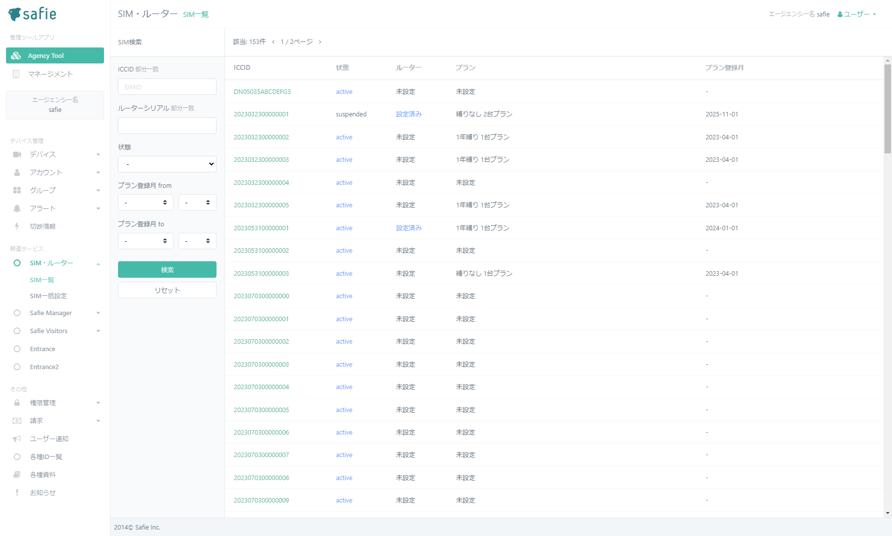 safie
管理ツールアプリ
Agency Tool
マネージメント
エージェンシー名
safie
デバイス管理
デバイス
アカウント
グループ
アラート
切断情報
関連サービス
SIM・ルーター
SIM一覧
SIM一括設定
Safie Manager
Safie Visitors
Entrance
Entrance2
その他
権限管理
請求
ユーザー通知
各種ID一覧
各種資料
お知らせ
SIM・ルーター SIM一覧
エージェンシー名 safie ユーザー
SIM検索
ICCID 部分一致
ルーターシリアル 部分一致
状態
-
プラン登録月 from
- -
プラン登録月 to
- -
検索
リセット
該当: 153件 ‹ 1 / 2ページ ›
ICCID 状態 ルーター プラン プラン登録月
DN05035ABCDEFG3 active 未設定 未設定 -
2023032300000001 suspended 設定済み 縛りなし 2台プラン 2025-11-01
2023032300000002 active 未設定 1年縛り 1台プラン 2023-04-01
2023032300000003 active 未設定 1年縛り 1台プラン 2023-04-01
2023032300000004 active 未設定 未設定 -
2023032300000005 active 未設定 1年縛り 1台プラン 2023-04-01
2023053100000001 active 設定済み 1年縛り 1台プラン 2024-01-01
2023053100000002 active 未設定 未設定 -
2023053100000003 active 未設定 縛りなし 1台プラン 2023-04-01
2023070300000000 active 未設定 未設定 -
2023070300000001 active 未設定 未設定 -
2023070300000002 active 未設定 未設定 -
2023070300000003 active 未設定 未設定 -
2023070300000004 active 未設定 未設定 -
2023070300000005 active 未設定 未設定 -
2023070300000006 active 未設定 未設定 -
2023070300000007 active 未設定 未設定 -
2023070300000008 active 未設定 未設定 -
2023070300000009 active 未設定 未設定 -
2014© Safie Inc.